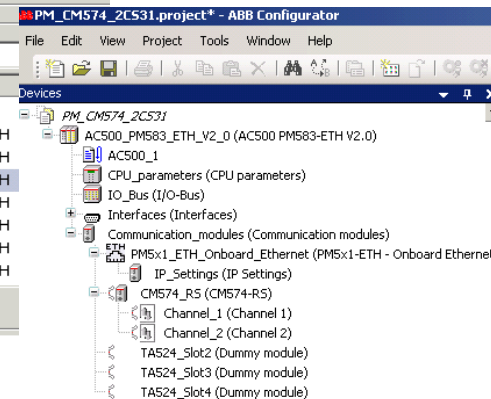 PM_CM574_2CS31.project* - ABB Configurator
File Edit View Project Tools Window Help
Devices
PM_CM574_2CS31
AC500_PM583_ETH_V2_0 (AC500 PM583-ETH V2.0)
H
AC500_1
H
CPU_parameters (CPU parameters)
H
IO_Bus (I/O-Bus)
H
Interfaces (Interfaces)
H
Communication_modules (Communication modules)
H
ETH
PM5x1_ETH_Onboard_Ethernet (PM5x1-ETH - Onboard Ethernet
H
IP_Settings (IP Settings)
CM574_RS (CM574-RS)
Channel_1 (Channel 1)
Channel_2 (Channel 2)
TA524_Slot2 (Dummy module)
TA524_Slot3 (Dummy module)
TA524_Slot4 (Dummy module)